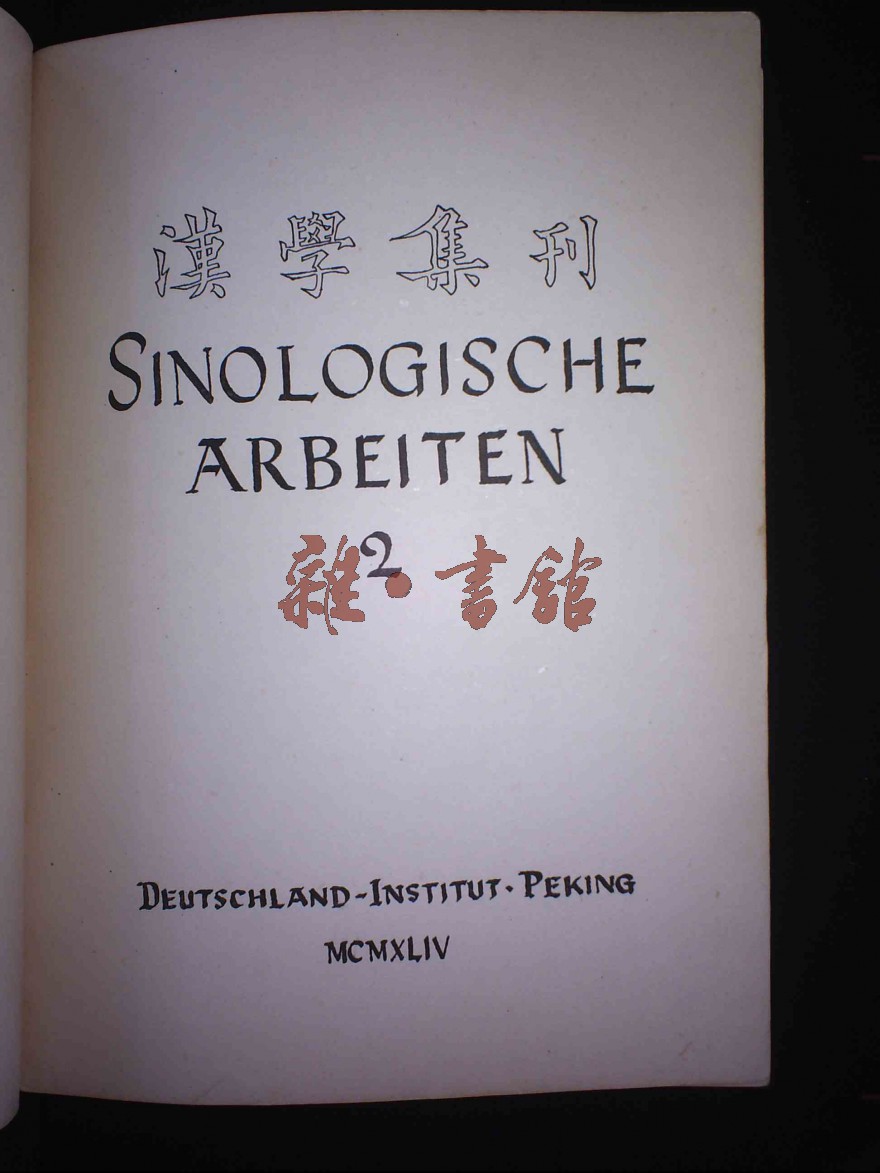 漢學集刊
SINOLOGISCHE
ARBEITEN
2
雜·書館
DEUTSCHLAND-INSTITUT·PEKING
MCMXLIV